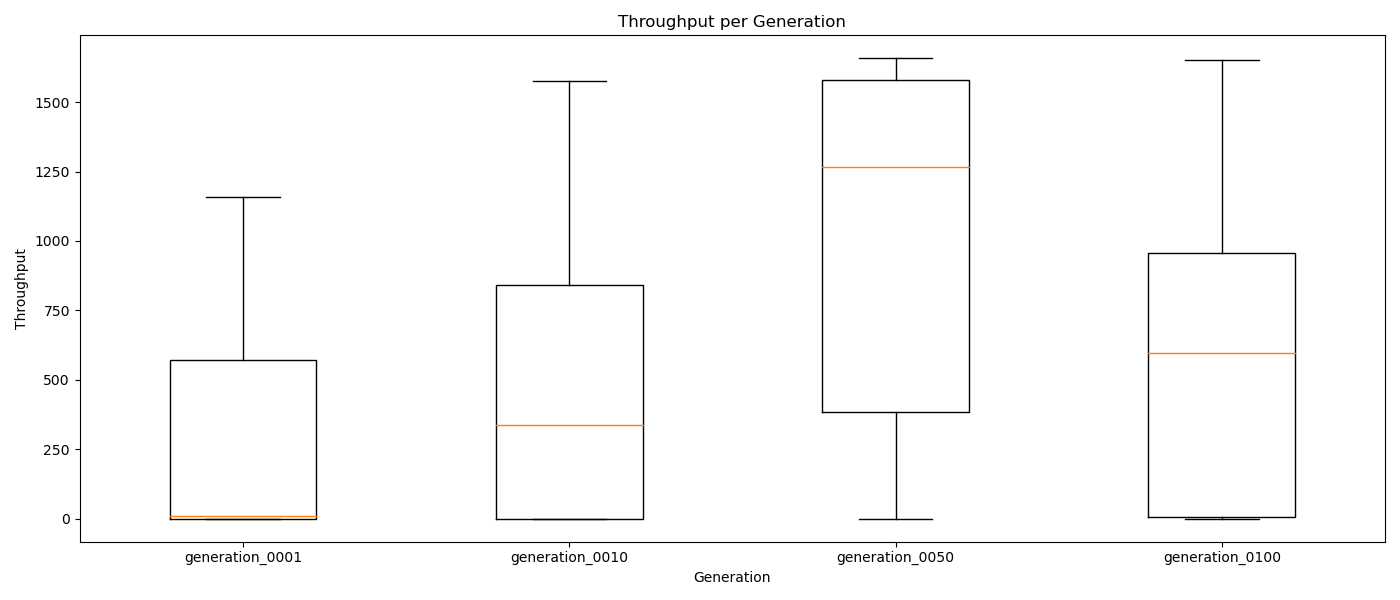 Throughput per Generation
Throughput
1500
1250
1000
750
500
250
0
generation_0001
generation_0010
generation_0050
generation_0100
Generation